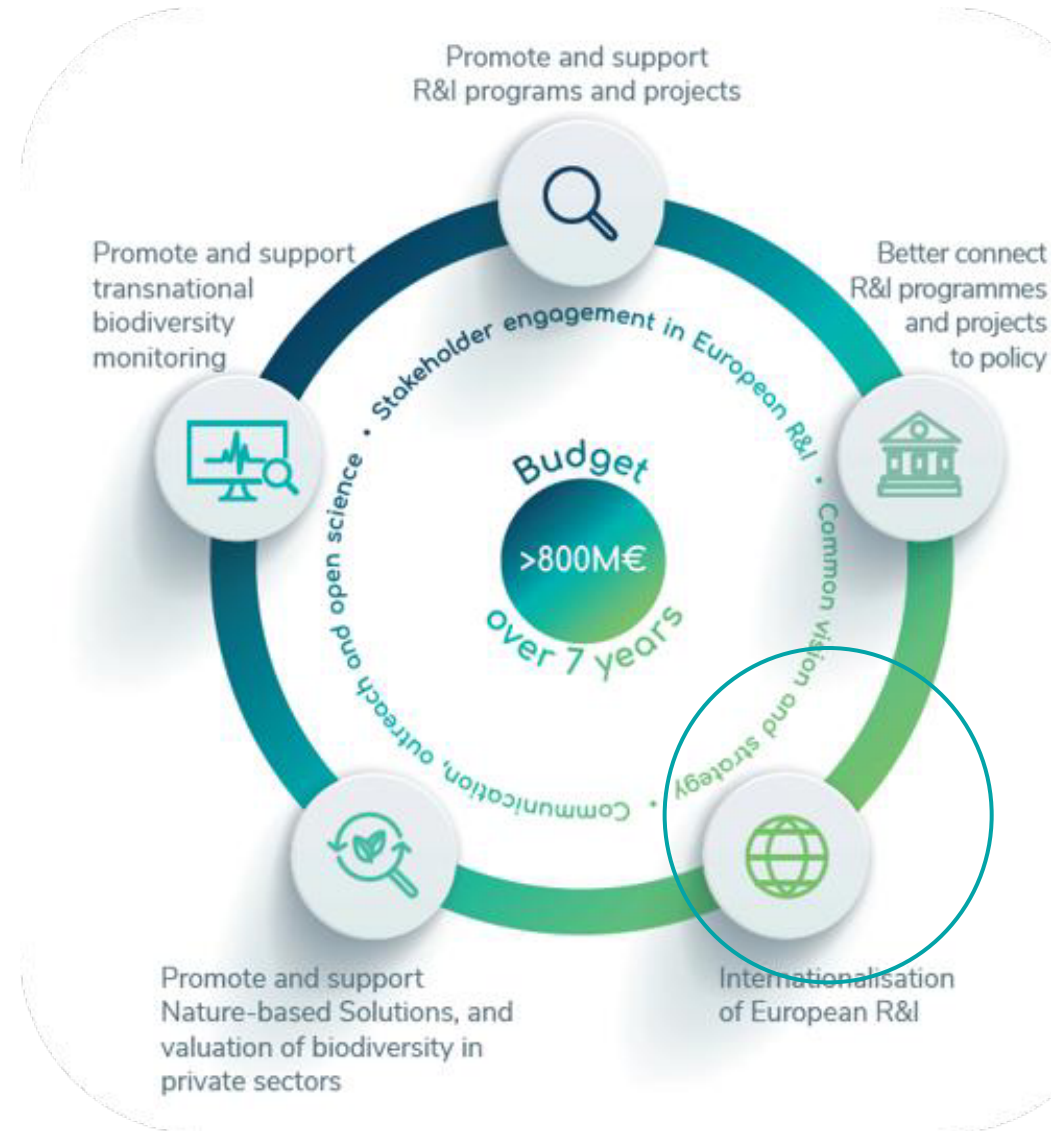 Promote and support
R&I programs and projects
Promote and support
transnational
biodiversity
monitoring
Better connect
R&I programmes
and projects
to policy
• Stakeholder engagement in European R&I • Common vision and strategy • Communication, outreach and open science
Budget
>800M€
over 7 years
Promote and support
Nature-based Solutions, and
valuation of biodiversity in
private sectors
Internationalisation
of European R&I